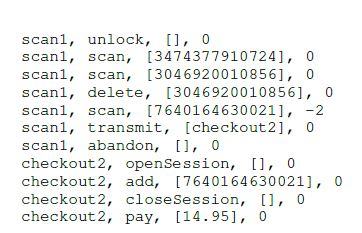 scan1, unlock, [], 0
scan1, scan, [3474377910724], 0
scan1, scan, [3046920010856], 0
scan1, delete, [3046920010856], 0
scan1, scan, [7640164630021], -2
scan1, transmit, [checkout2], 0
scan1, abandon, [], 0
checkout2, openSession, [], 0
checkout2, add, [7640164630021], 0
checkout2, closeSession, [], 0
checkout2, pay, [14.95], 0